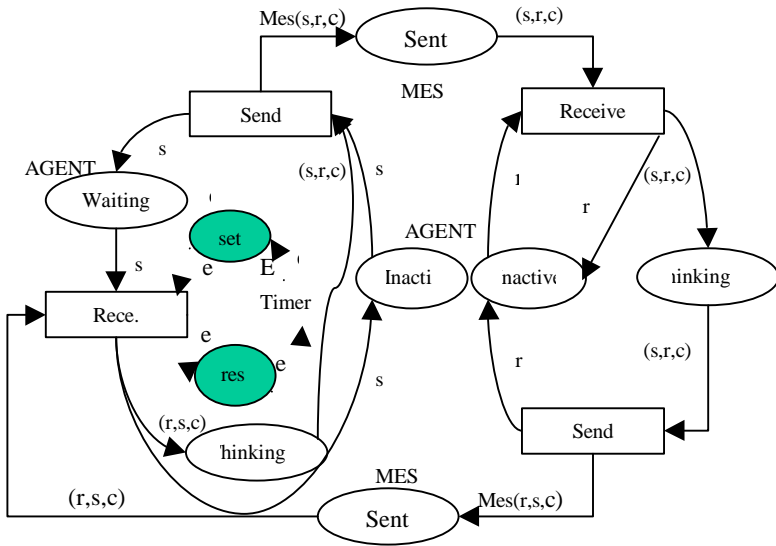 Mes(s,r,c)
Sent
(s,r,c)
MES
Send
Receive
s
(s,r,c)
s
(s,r,c)
AGENT
Waiting
r
set
AGENT
s
e
E
Inacti
nactive
hinking
Timer
Rece.
e
e
(s,r,c)
res
s
r
(r,s,c)
Send
hinking
MES
(r,s,c)
Mes(r,s,c)
Sent